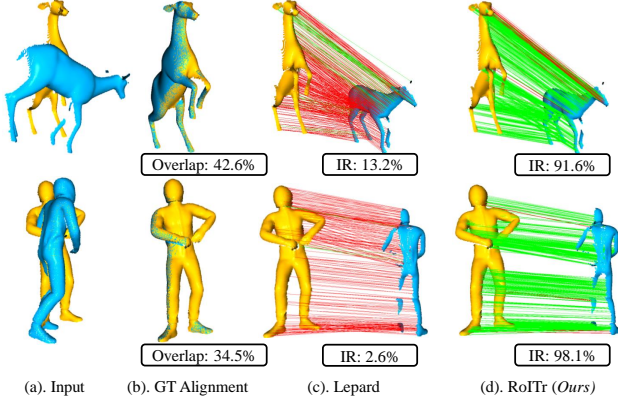 Overlap: 42.6%
IR: 13.2%
IR: 91.6%
Overlap: 34.5%
IR: 2.6%
IR: 98.1%
(a). Input
(b). GT Alignment
(c). Lepard
(d). RoITr (Ours)